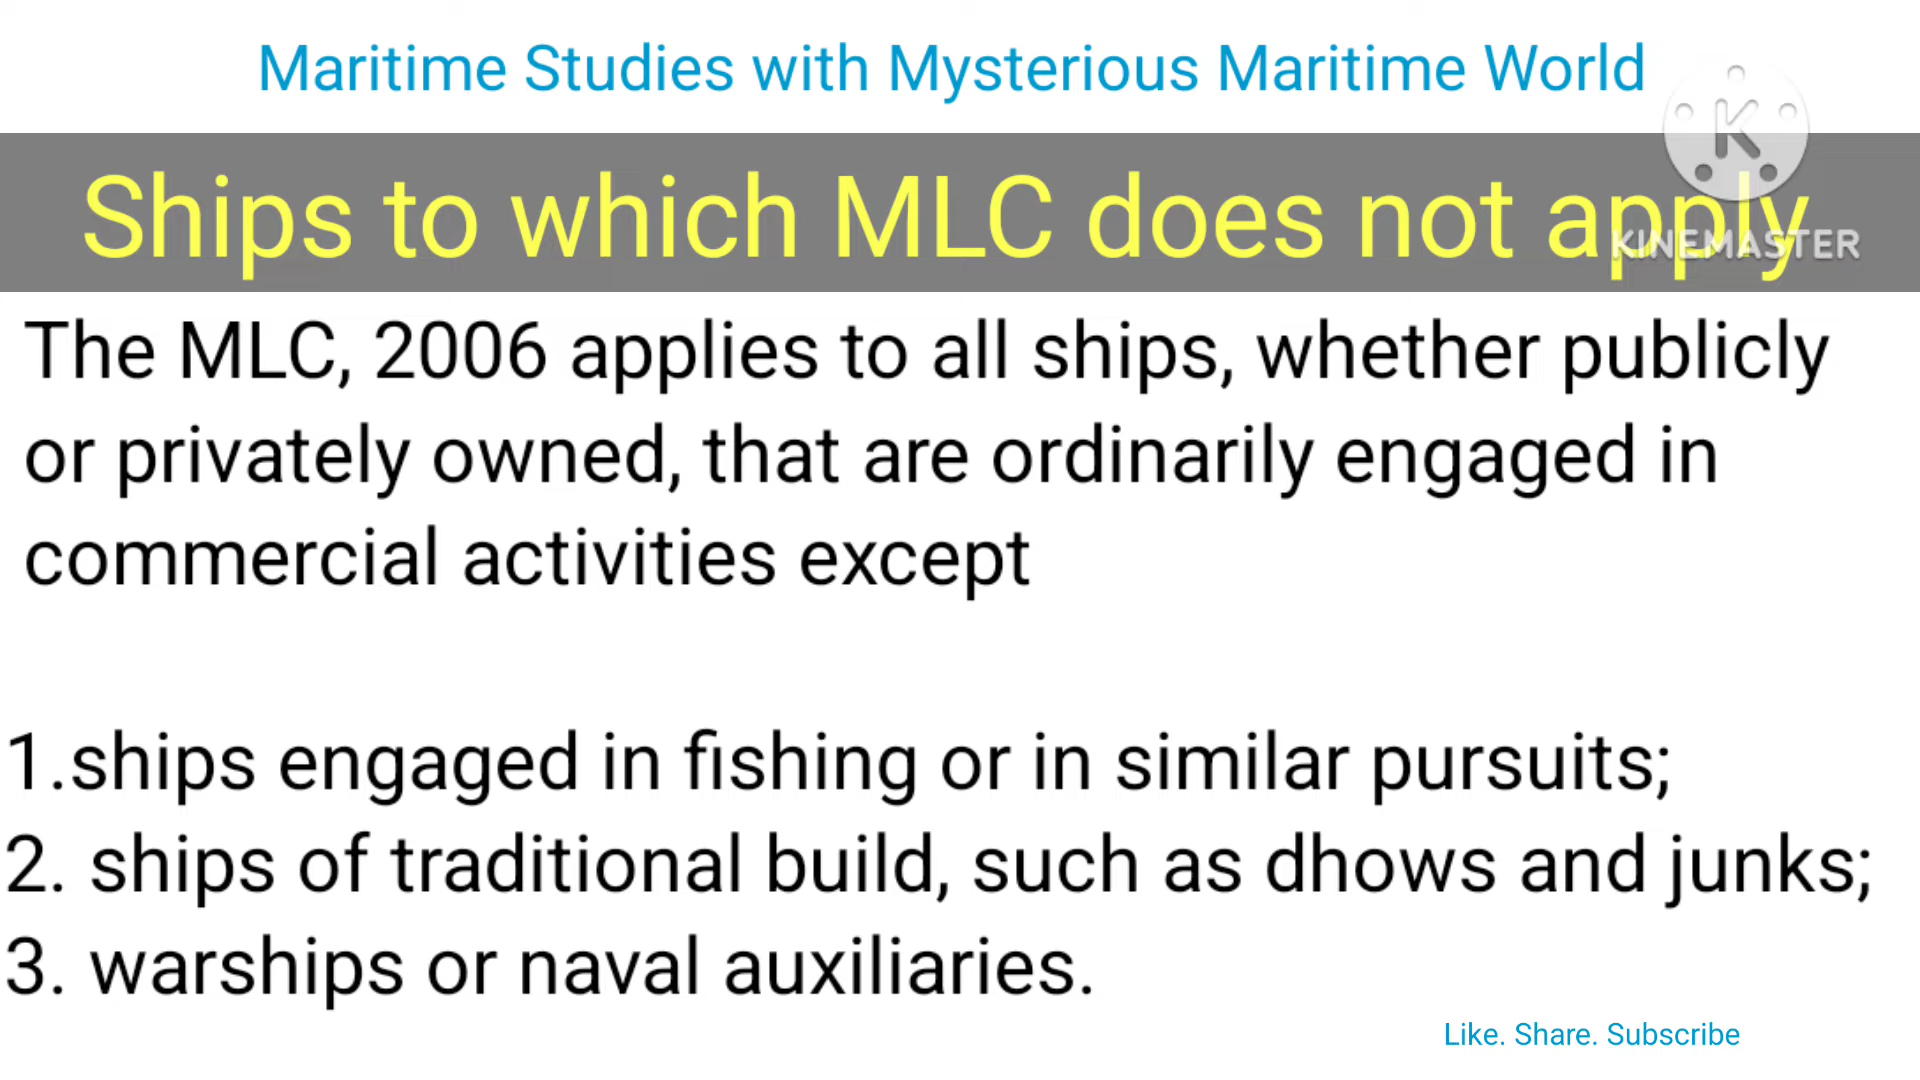 Maritime Studies with Mysterious Maritime World
K
Ships to which MLC does not apply
KINEMASTER
The MLC, 2006 applies to all ships, whether publicly
or privately owned, that are ordinarily engaged in
commercial activities except
1.ships engaged in fishing or in similar pursuits;
2. ships of traditional build, such as dhows and junks;
3. warships or naval auxiliaries.
Like. Share. Subscribe